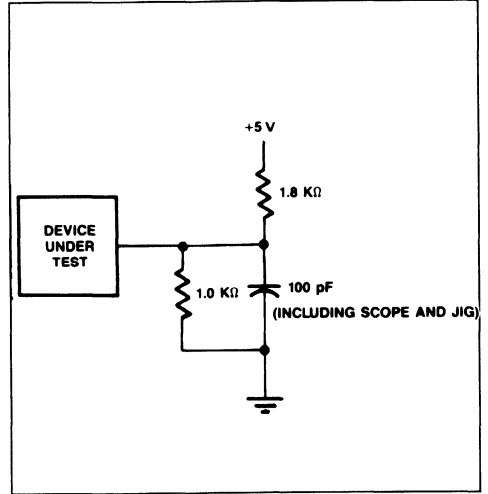 +5 V
1.8 KΩ
DEVICE
UNDER
TEST
1.0 KΩ
100 pF
(INCLUDING SCOPE AND JIG)